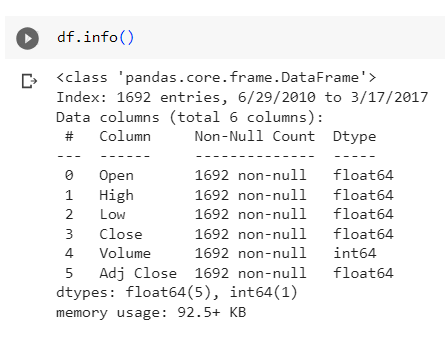 df.info()
<class 'pandas.core.frame.DataFrame'>
Index: 1692 entries, 6/29/2010 to 3/17/2017
Data columns (total 6 columns):
 #   Column     Non-Null Count  Dtype
---  ------     --------------  -----
 0   Open       1692 non-null   float64
 1   High       1692 non-null   float64
 2   Low        1692 non-null   float64
 3   Close      1692 non-null   float64
 4   Volume     1692 non-null   int64
 5   Adj Close  1692 non-null   float64
dtypes: float64(5), int64(1)
memory usage: 92.5+ KB